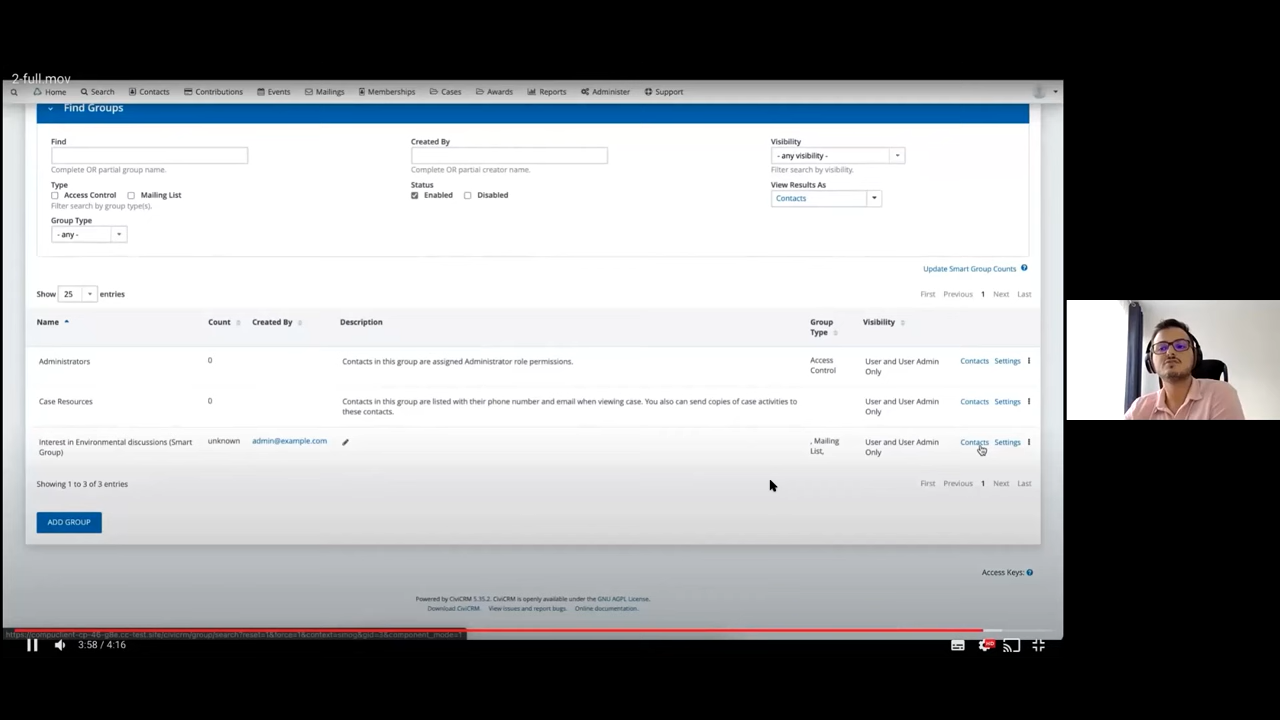 2-full.mov
Home Search Contacts Contributions Events Mailings Memberships Cases Awards Reports Administer Support
Find Groups
Find Created By Visibility
- any visibility -
Complete OR partial group name. Complete OR partial creator name. Filter search by visibility.
Type Status View Results As
Access Control Mailing List Enabled Disabled Contacts
Filter search by group type(s).
Group Type
- any -
Update Smart Group Counts ?
Show 25 entries First Previous 1 Next Last
Name Count Created By Description Group Type Visibility
Administrators 0 Contacts in this group are assigned Administrator role permissions. Access Control User and User Admin Only Contacts Settings
Case Resources 0 Contacts in this group are listed with their phone number and email when viewing case. You also can send copies of case activities to these contacts. User and User Admin Only Contacts Settings
Interest in Environmental discussions (Smart Group) unknown admin@example.com , Mailing List, User and User Admin Only Contacts Settings
Showing 1 to 3 of 3 entries First Previous 1 Next Last
ADD GROUP
Access Keys: ?
Powered by CiviCRM 5.35.2. CiviCRM is openly available under the GNU AGPL License.
Download CiviCRM. View issues and report bugs. Online documentation.
3:58 / 4:16
HD